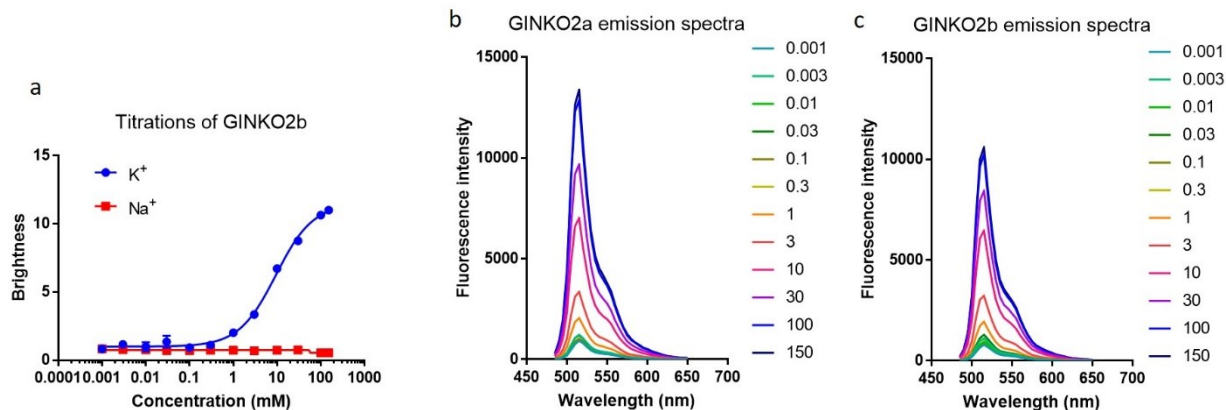 a
Titrations of GINKO2b
15
10
5
0
Brightness
K+
Na+
0.0001 0.001 0.01 0.1 1 10 100 1000
Concentration (mM)
b
GINKO2a emission spectra
15000
10000
5000
0
Fluorescence intensity
450 500 550 600 650 700
Wavelength (nm)
0.001
0.003
0.01
0.03
0.1
0.3
1
3
10
30
100
150
c
GINKO2b emission spectra
15000
10000
5000
0
Fluorescence intensity
450 500 550 600 650 700
Wavelength (nm)
0.001
0.003
0.01
0.03
0.1
0.3
1
3
10
30
100
150